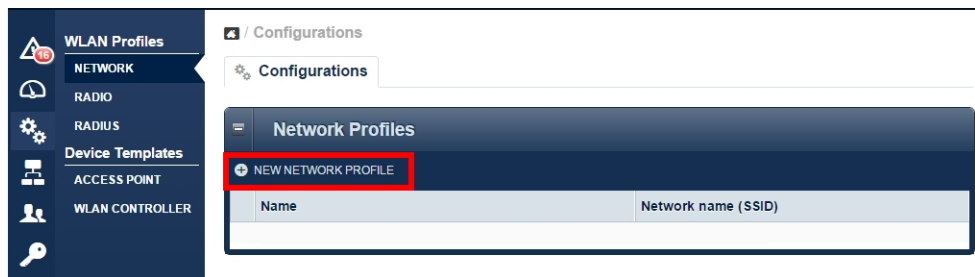 16
WLAN Profiles
NETWORK
RADIO
RADIUS
Device Templates
ACCESS POINT
WLAN CONTROLLER
/ Configurations
Configurations
Network Profiles
NEW NETWORK PROFILE
Name Network name (SSID)